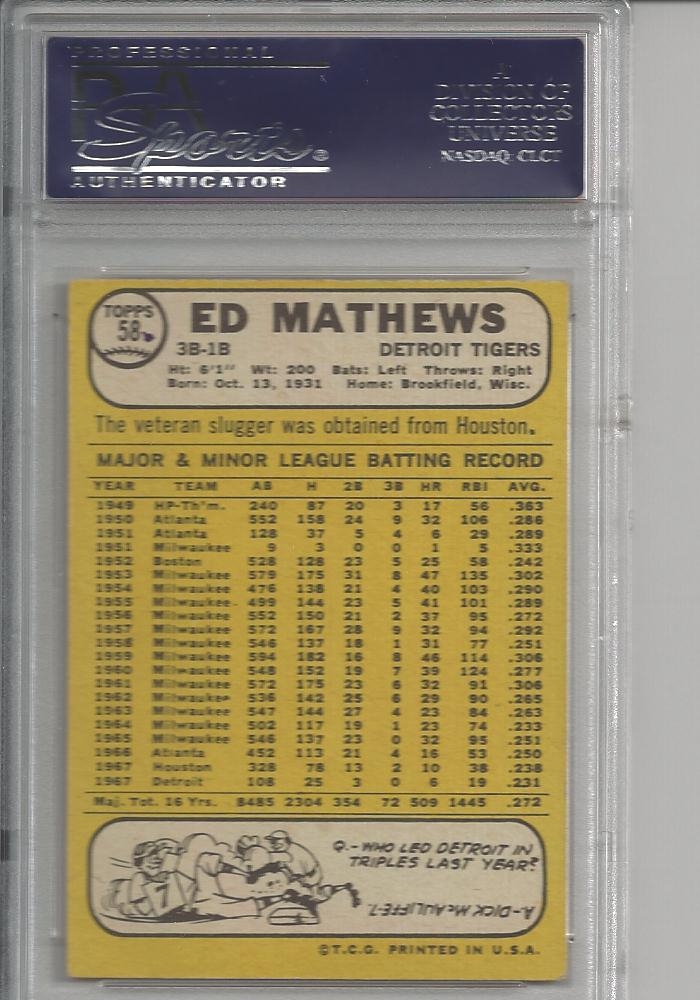 PROFESSIONAL
PSA
Sports®
AUTHENTICATOR
A
DIVISION OF
COLLECTORS
UNIVERSE
NASDAQ: CLCT
TOPPS
58
ED MATHEWS
3B-1B DETROIT TIGERS
Ht: 6'1" Wt: 200 Bats: Left Throws: Right
Born: Oct. 13, 1931 Home: Brookfield, Wisc.
The veteran slugger was obtained from Houston.
MAJOR & MINOR LEAGUE BATTING RECORD
YEAR TEAM AB H 2B 3B HR RBI AVG.
1949 HP-Th'm. 240 87 20 3 17 56 .363
1950 Atlanta 552 158 24 9 32 106 .286
1951 Atlanta 128 37 5 4 6 29 .289
1951 Milwaukee 9 3 0 0 1 5 .333
1952 Boston 528 128 23 5 25 58 .242
1953 Milwaukee 579 175 31 8 47 135 .302
1954 Milwaukee 476 138 21 4 40 103 .290
1955 Milwaukee 499 144 23 5 41 101 .289
1956 Milwaukee 552 150 21 2 37 95 .272
1957 Milwaukee 572 167 28 9 32 94 .292
1958 Milwaukee 546 137 18 1 31 77 .251
1959 Milwaukee 594 182 16 8 46 114 .306
1960 Milwaukee 548 152 19 7 39 124 .277
1961 Milwaukee 572 175 23 6 32 91 .306
1962 Milwaukee 536 142 25 6 29 90 .265
1963 Milwaukee 547 144 27 4 23 84 .263
1964 Milwaukee 502 117 19 1 23 74 .233
1965 Milwaukee 546 137 23 0 32 95 .251
1966 Atlanta 452 113 21 4 16 53 .250
1967 Houston 328 78 13 2 10 38 .238
1967 Detroit 108 25 3 0 6 19 .231
Maj. Tot. 16 Yrs. 8485 2304 354 72 509 1445 .272
Q.-WHO LED DETROIT IN
TRIPLES LAST YEAR?
A-DICK McAULIFFE-7.
7
©T.C.G. PRINTED IN U.S.A.